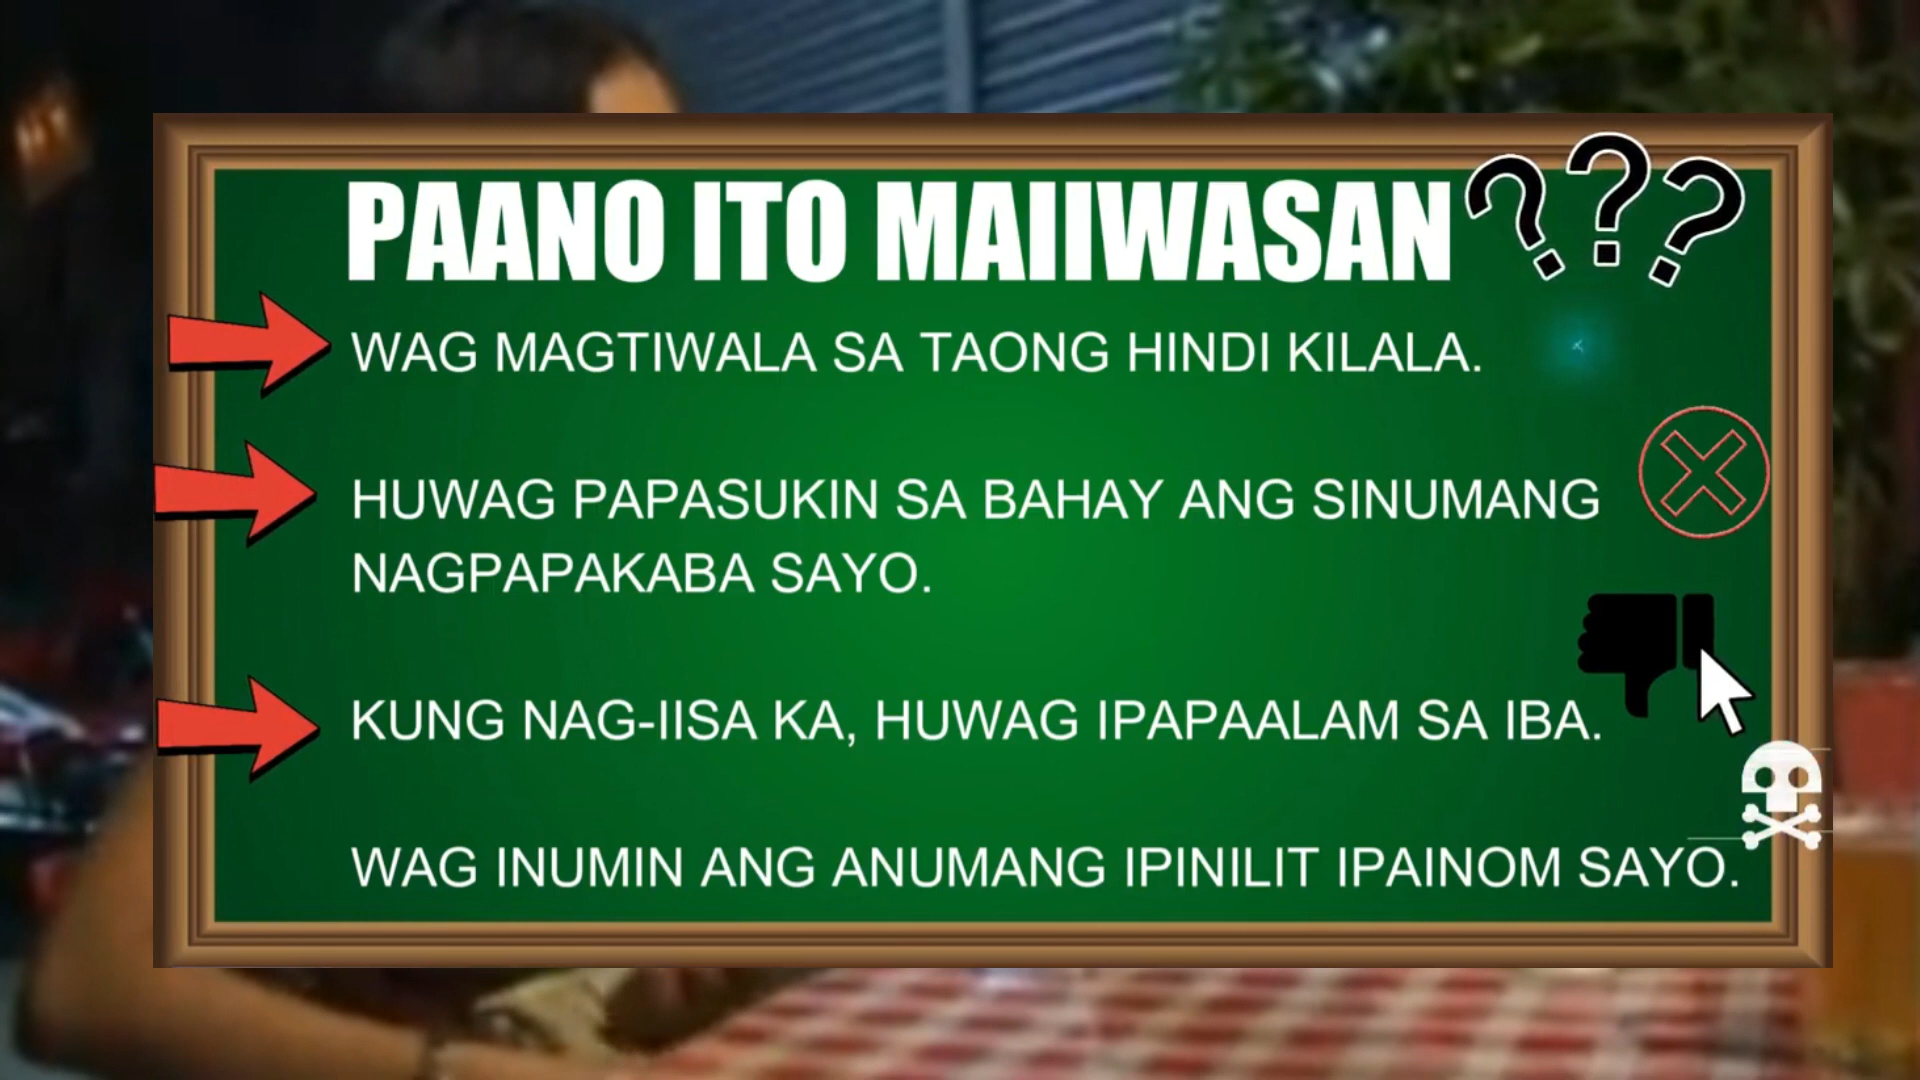 PAANO ITO MAIIWASAN ???
WAG MAGTIWALA SA TAONG HINDI KILALA.
HUWAG PAPASUKIN SA BAHAY ANG SINUMANG
NAGPAPAKABA SAYO.
KUNG NAG-IISA KA, HUWAG IPAPAALAM SA IBA.
WAG INUMIN ANG ANUMANG IPINILIT IPAINOM SAYO.